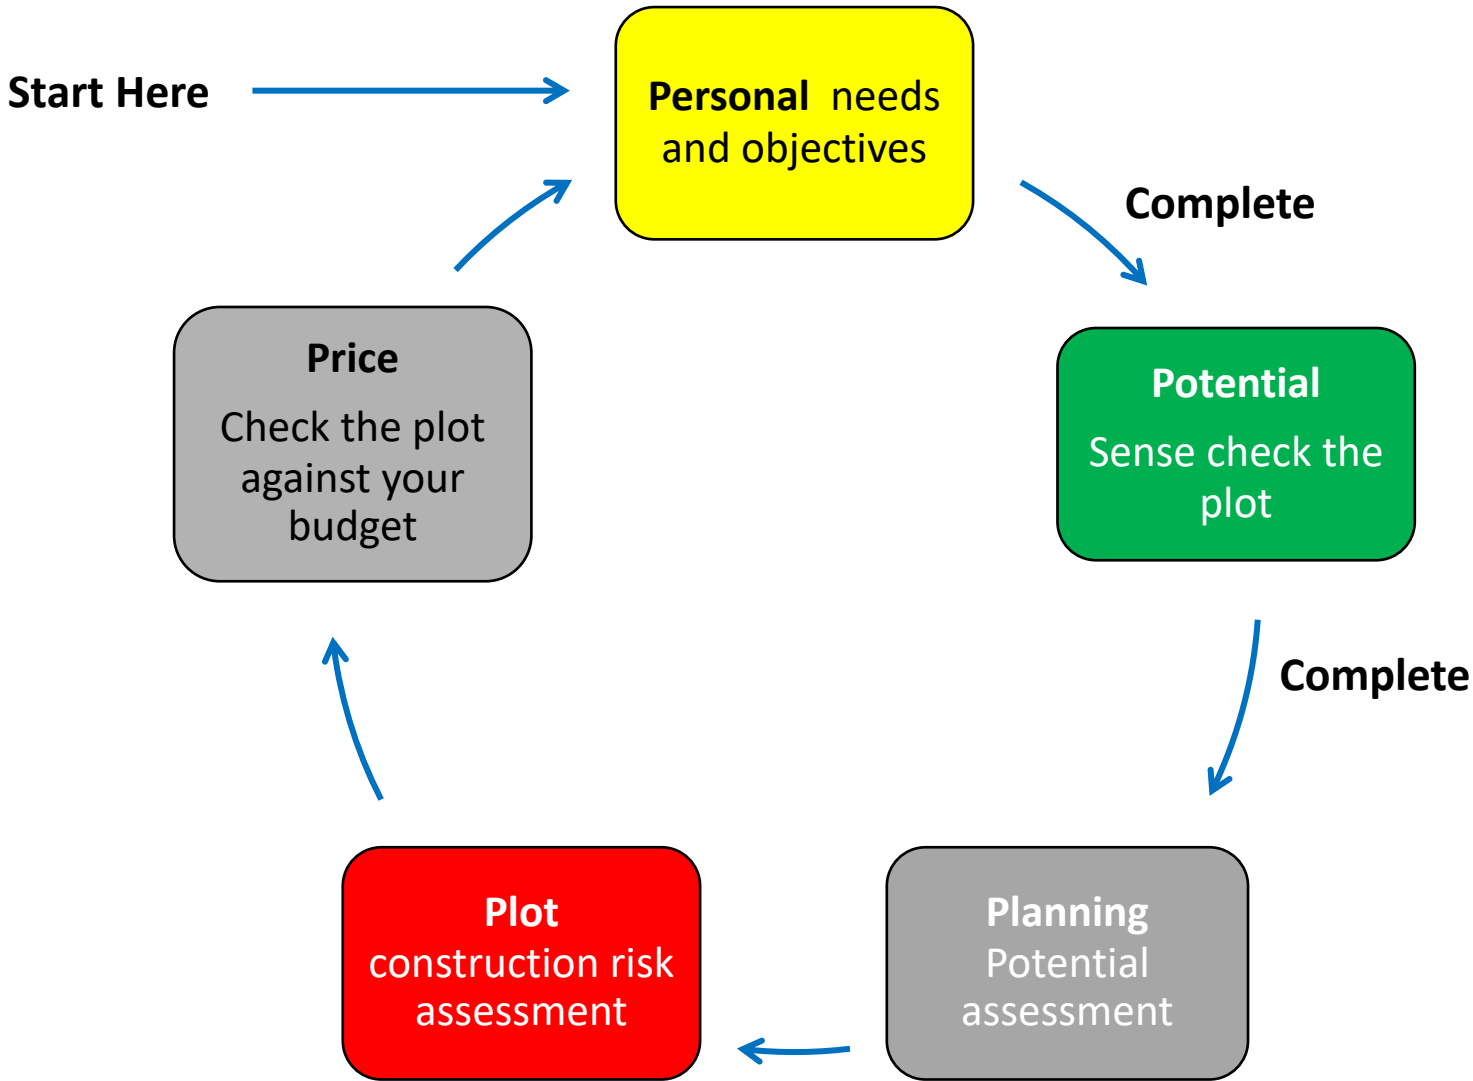 Start Here
Personal needs
and objectives
Complete
Potential
Sense check the
plot
Complete
Planning
Potential
assessment
Plot
construction risk
assessment
Price
Check the plot
against your
budget